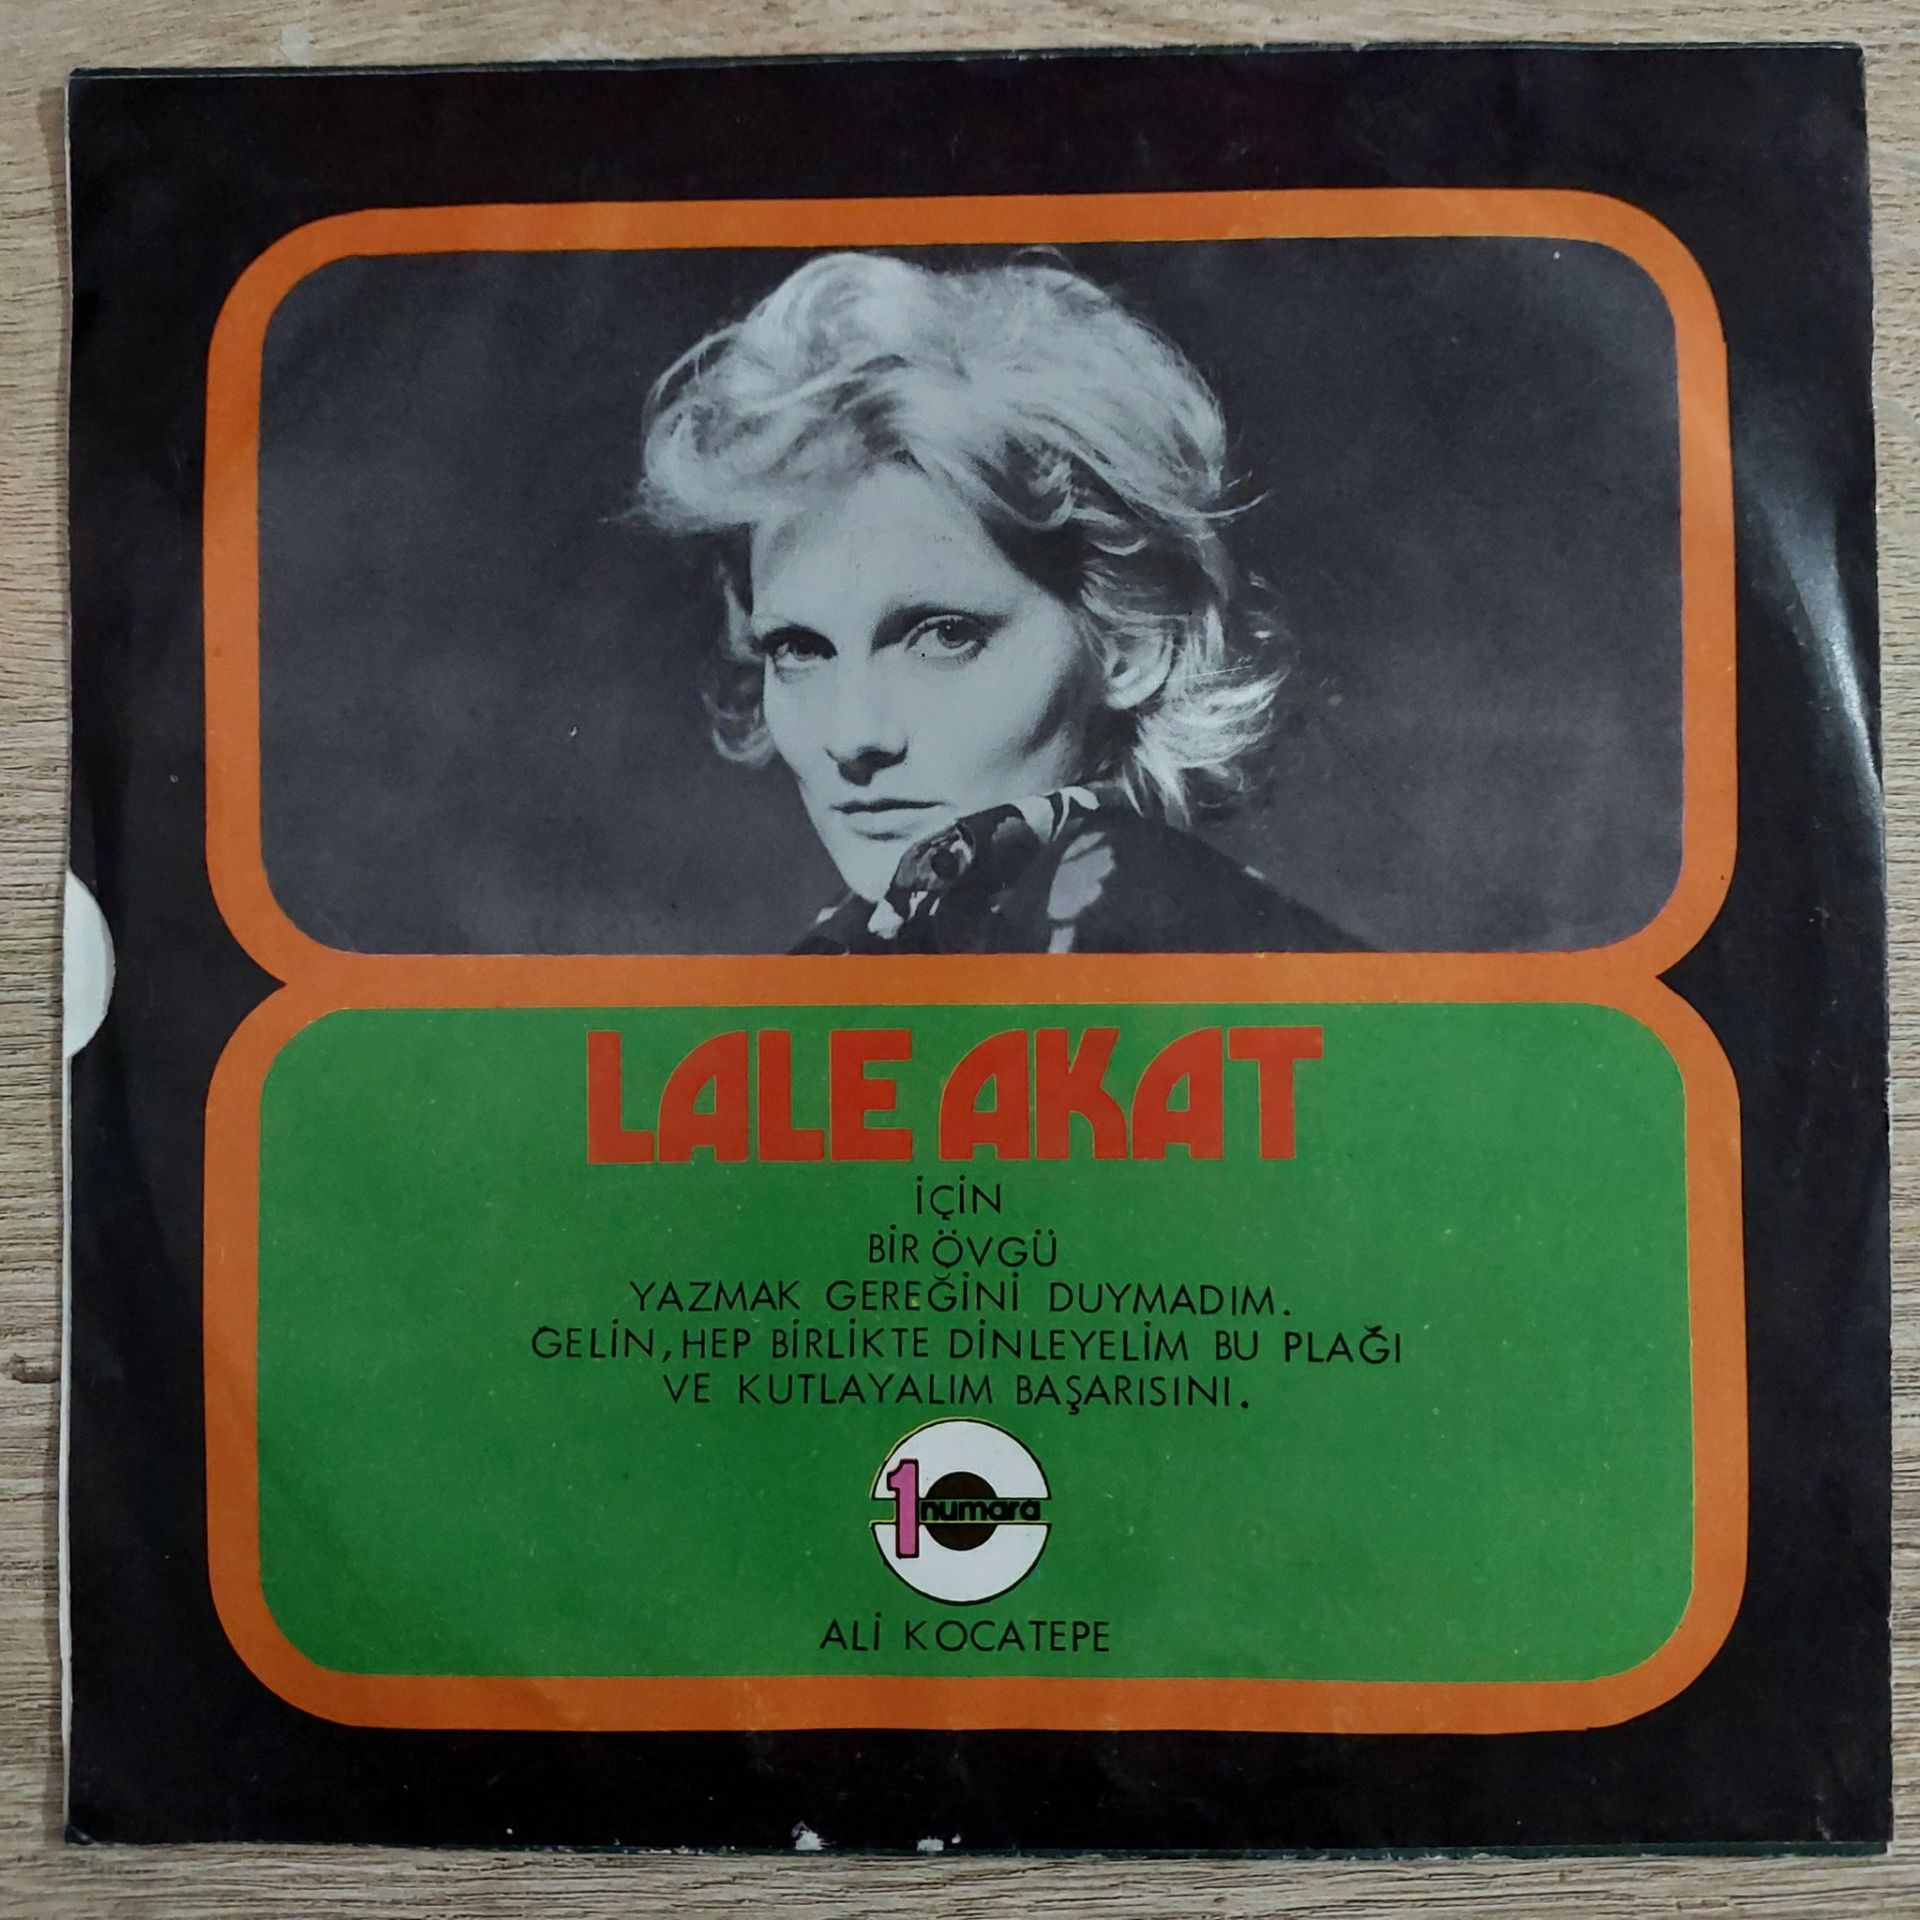 LALE AKAT
İÇİN
BİR ÖVGÜ
YAZMAK GEREĞİNİ DUYMADIM.
GELİN, HEP BİRLİKTE DİNLEYELİM BU PLAĞI
VE KUTLAYALIM BAŞARISINI.
1 numara
ALİ KOCATEPE